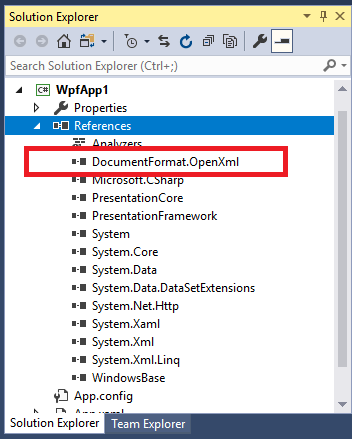 Solution Explorer
Search Solution Explorer (Ctrl+;)
C#
WpfApp1
Properties
References
Analyzers
DocumentFormat.OpenXml
Microsoft.CSharp
PresentationCore
PresentationFramework
System
System.Core
System.Data
System.Data.DataSetExtensions
System.Net.Http
System.Xaml
System.Xml
System.Xml.Linq
WindowsBase
App.config
Solution Explorer Team Explorer